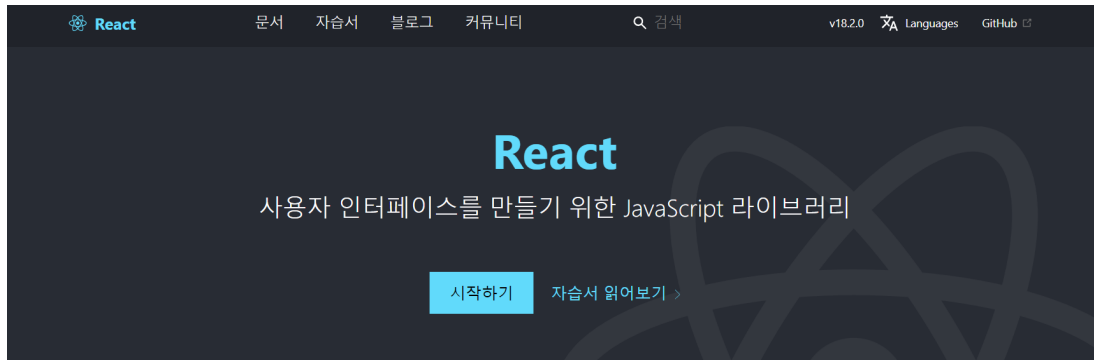 React 문서 자습서 블로그 커뮤니티 검색 v18.2.0 Languages GitHub
React
사용자 인터페이스를 만들기 위한 JavaScript 라이브러리
시작하기 자습서 읽어보기 >